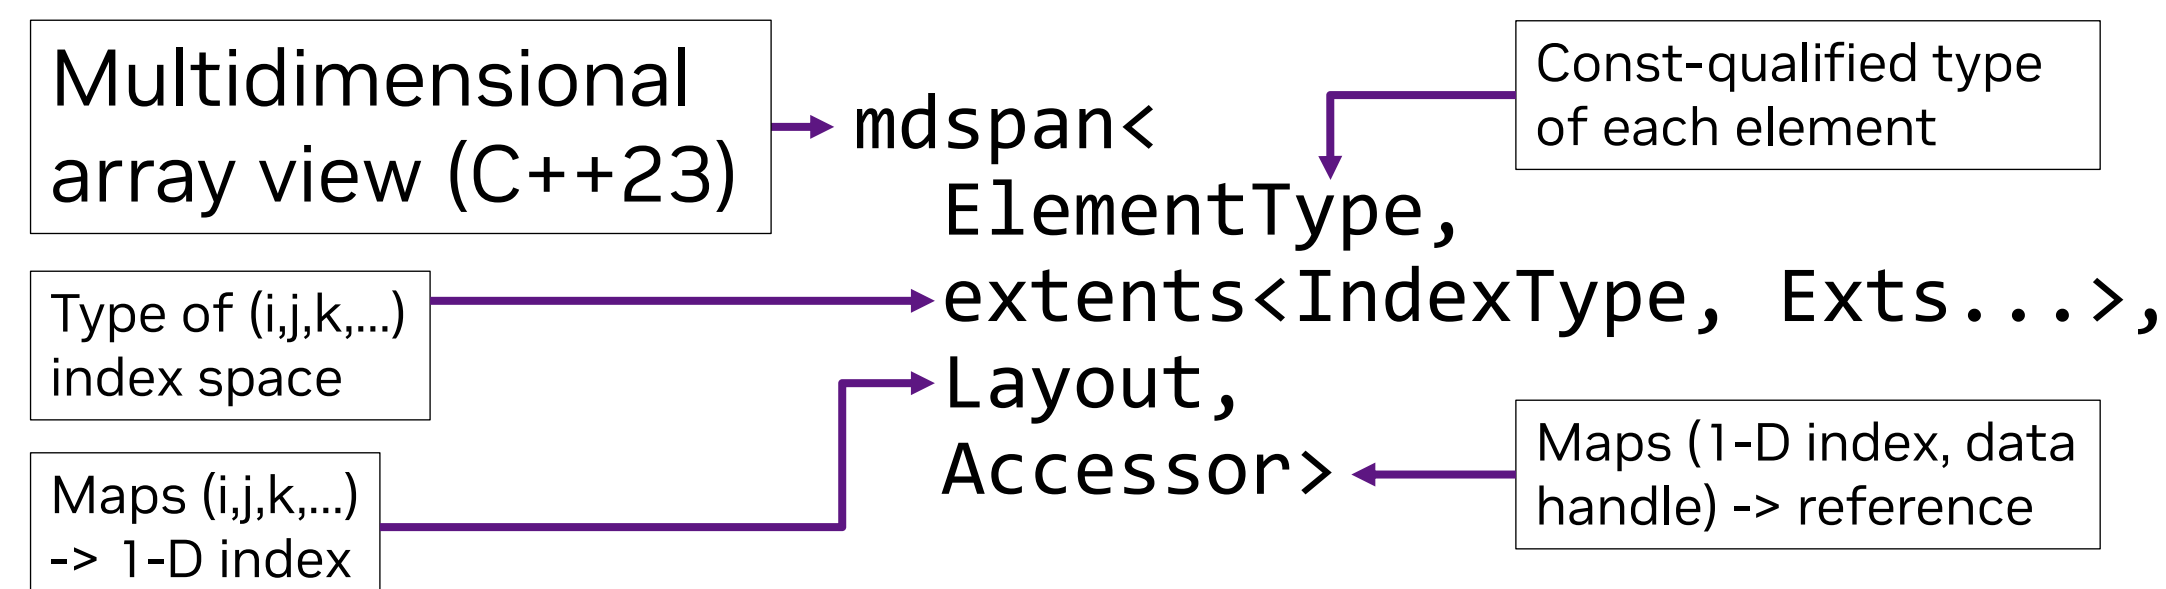 Multidimensional
array view (C++23)
mdspan<
ElementType,
extents<IndexType, Exts...>,
Layout,
Accessor>
Const-qualified type
of each element
Type of (i,j,k,...)
index space
Maps (i,j,k,...)
-> 1-D index
Maps (1-D index, data
handle) -> reference